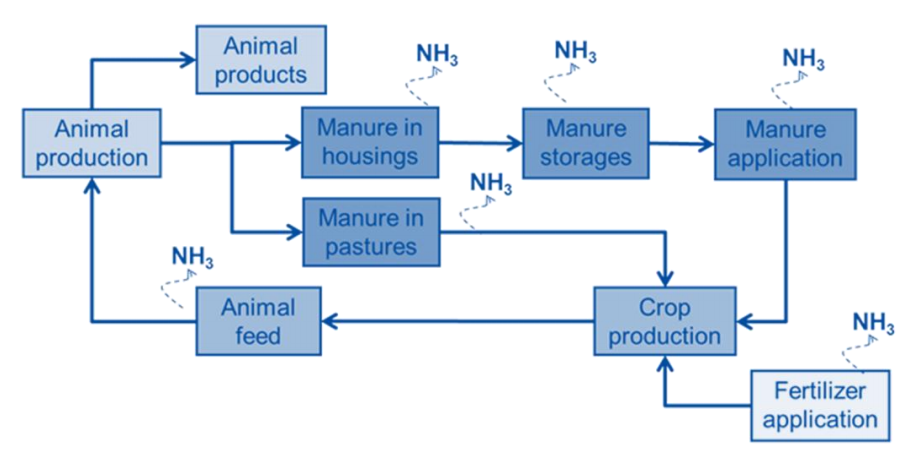 Animal
products
NH₃
NH₃
NH₃
Animal
production
Manure in
housings
Manure
storages
Manure
application
Manure in
pastures
NH₃
NH₃
Animal
feed
Crop
production
NH₃
Fertilizer
application